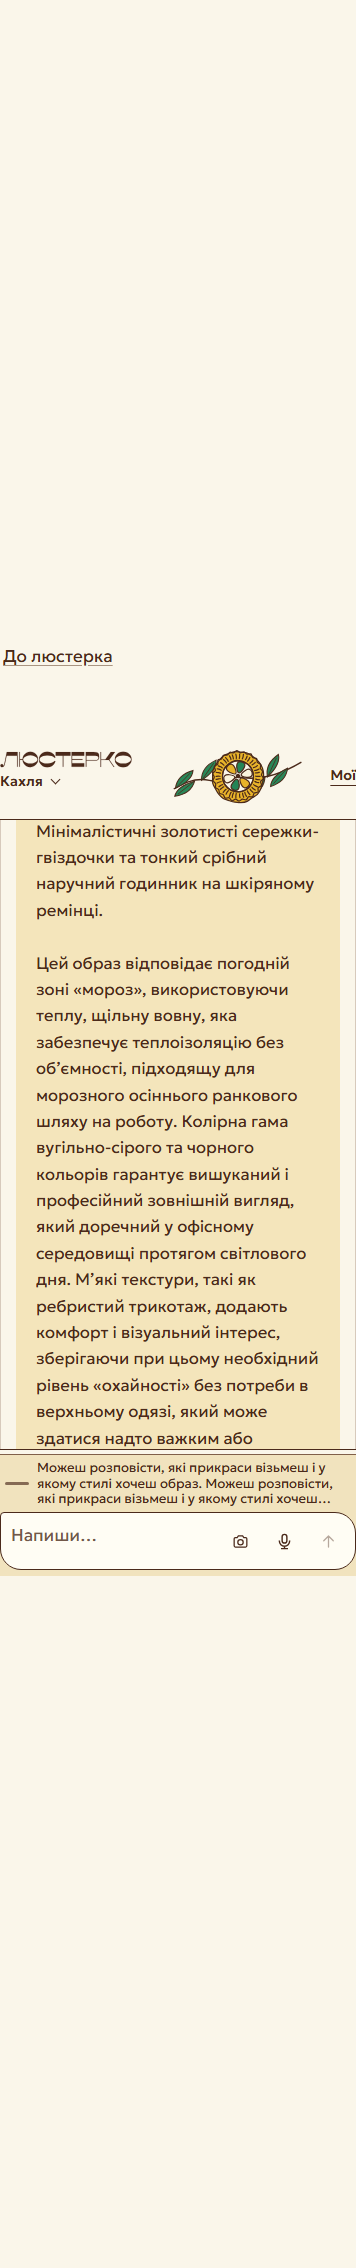 До люстерка
ЛЮСТЕРКО
Кахля
Мої
Мінімалістичні золотисті сережки-
гвіздочки та тонкий срібний
наручний годинник на шкіряному
ремінці.
Цей образ відповідає погодній
зоні «мороз», використовуючи
теплу, щільну вовну, яка
забезпечує теплоізоляцію без
об’ємності, підходящу для
морозного осіннього ранкового
шляху на роботу. Колірна гама
вугільно-сірого та чорного
кольорів гарантує вишуканий і
професійний зовнішній вигляд,
який доречний у офісному
середовищі протягом світлового
дня. М’які текстури, такі як
ребристий трикотаж, додають
комфорт і візуальний інтерес,
зберігаючи при цьому необхідний
рівень «охайності» без потреби в
верхньому одязі, який може
здатися надто важким або
Можеш розповісти, які прикраси візьмеш і у
якому стилі хочеш образ. Можеш розповісти,
які прикраси візьмеш і у якому стилі хочеш...
Напиши...